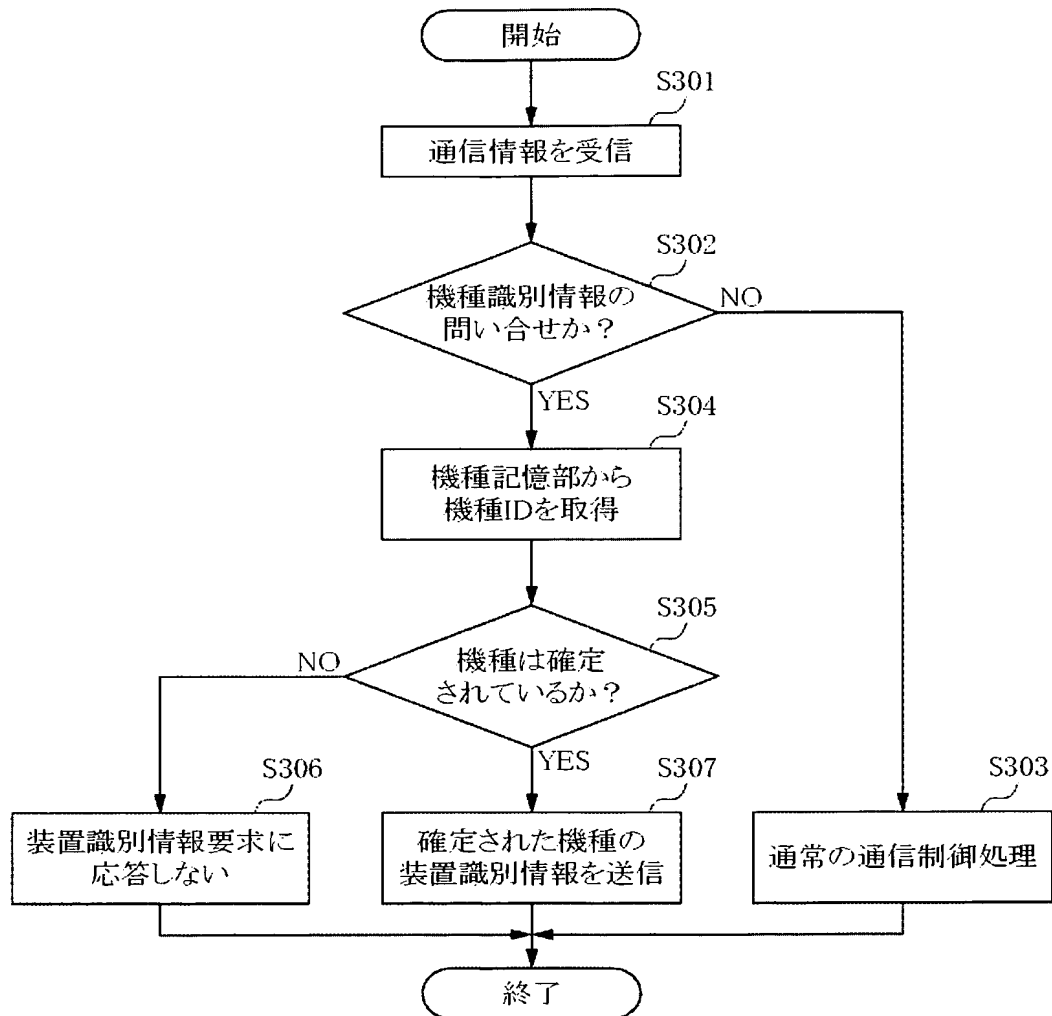 開始
S301
通信情報を受信
S302
機種識別情報の
問い合せか？
NO
YES
S304
機種記憶部から
機種IDを取得
S305
機種は確定
されているか？
NO
YES
S306
装置識別情報要求に
応答しない
S307
確定された機種の
装置識別情報を送信
S303
通常の通信制御処理
終了